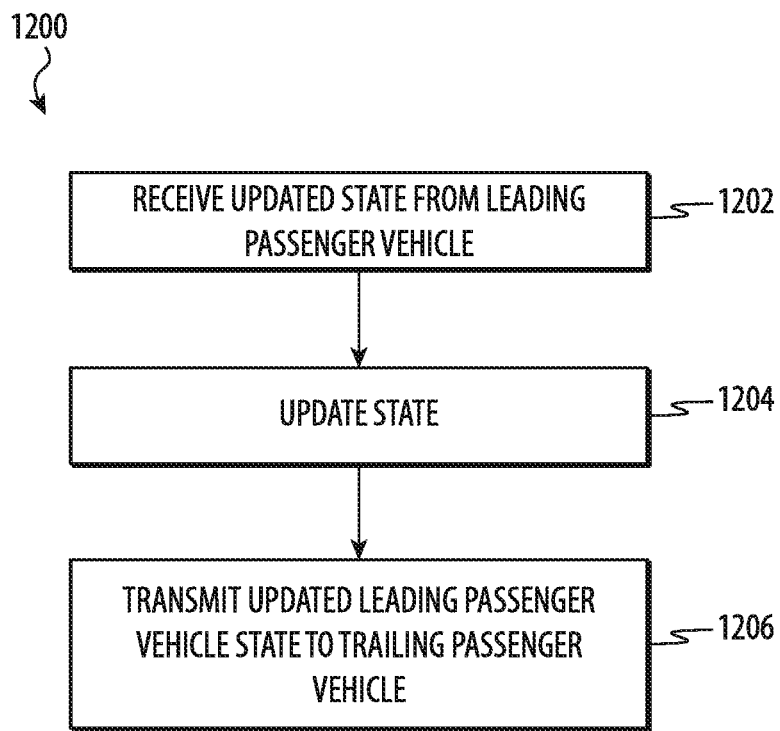 1200
RECEIVE UPDATED STATE FROM LEADING
PASSENGER VEHICLE
1202
UPDATE STATE
1204
TRANSMIT UPDATED LEADING PASSENGER
VEHICLE STATE TO TRAILING PASSENGER
VEHICLE
1206